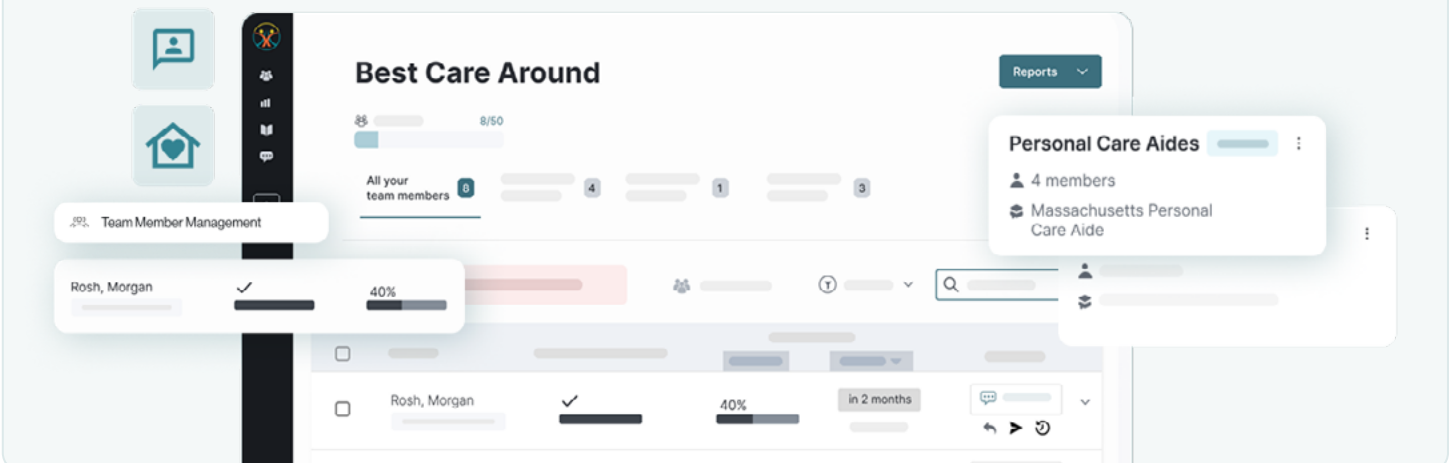 Best Care Around
Reports
8/50
All your
team members
8
4
1
3
Personal Care Aides
4 members
Massachusetts Personal
Care Aide
Team Member Management
Rosh, Morgan
40%
T
Rosh, Morgan
40%
in 2 months